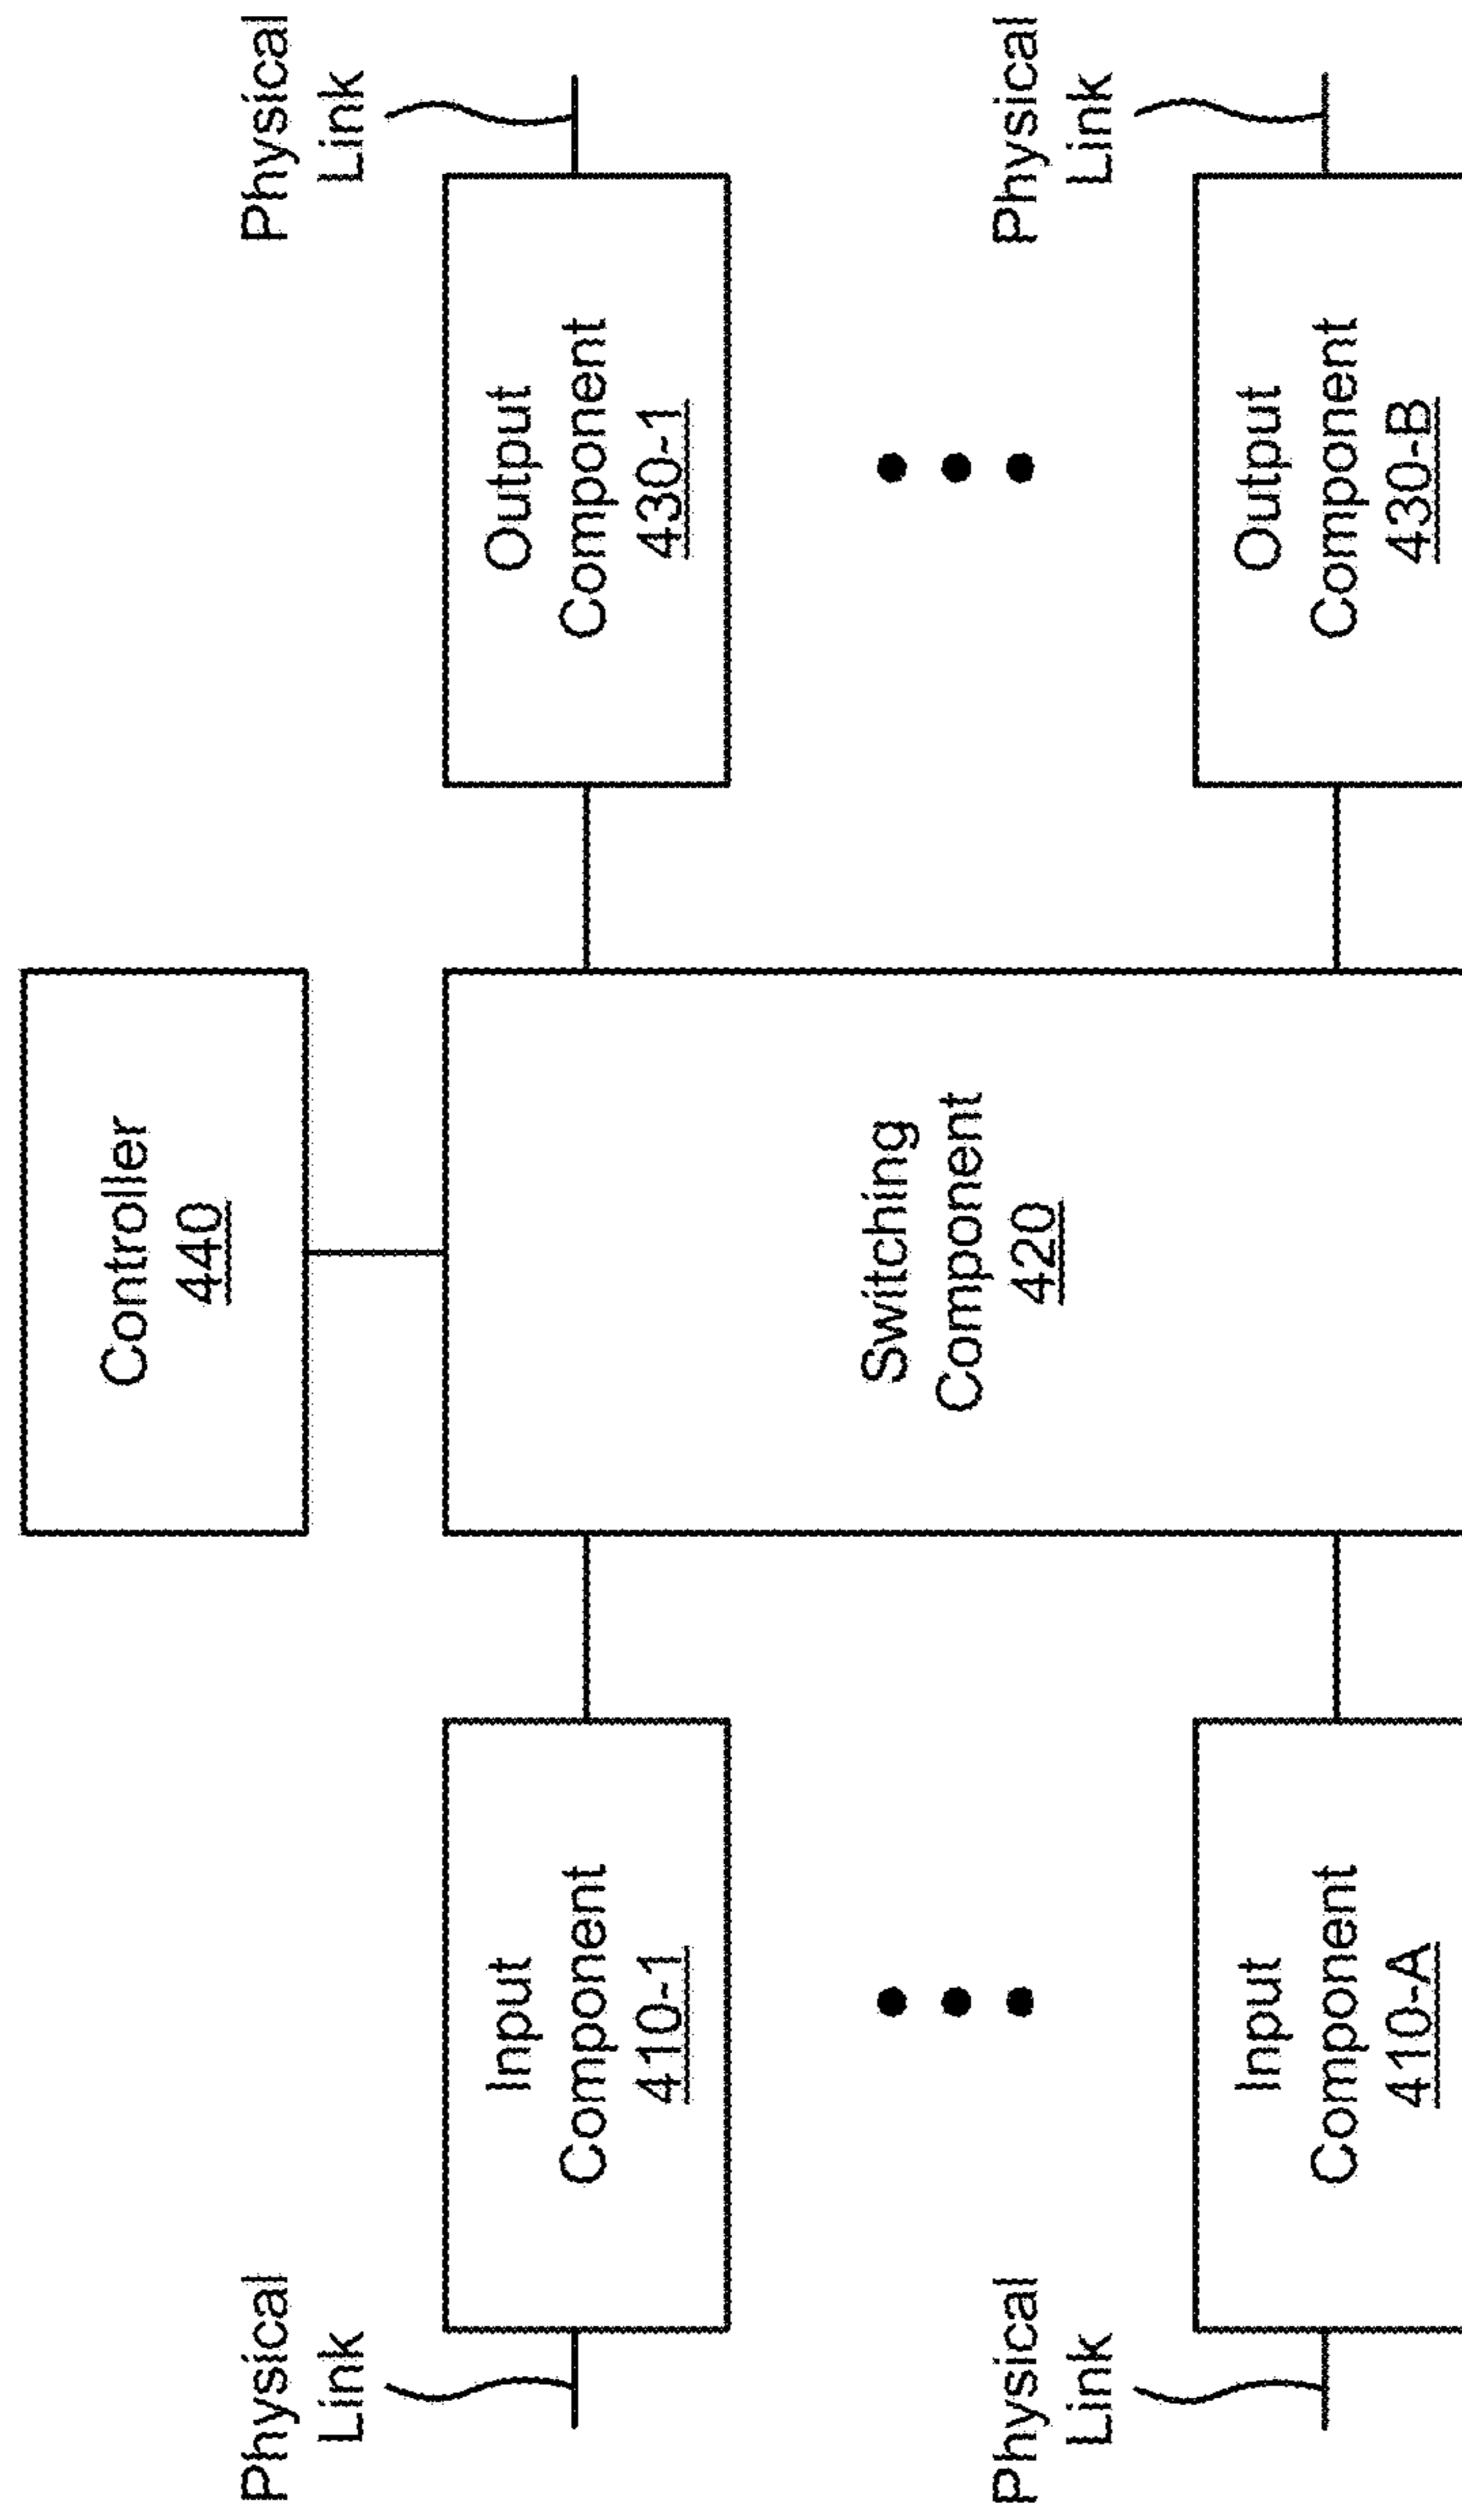 Controller
440
Physical
Link
Input
Component
410-1
Switching
Component
420
Output
Component
430-1
Physical
Link
Physical
Link
Input
Component
410-A
Output
Component
430-B
Physical
Link